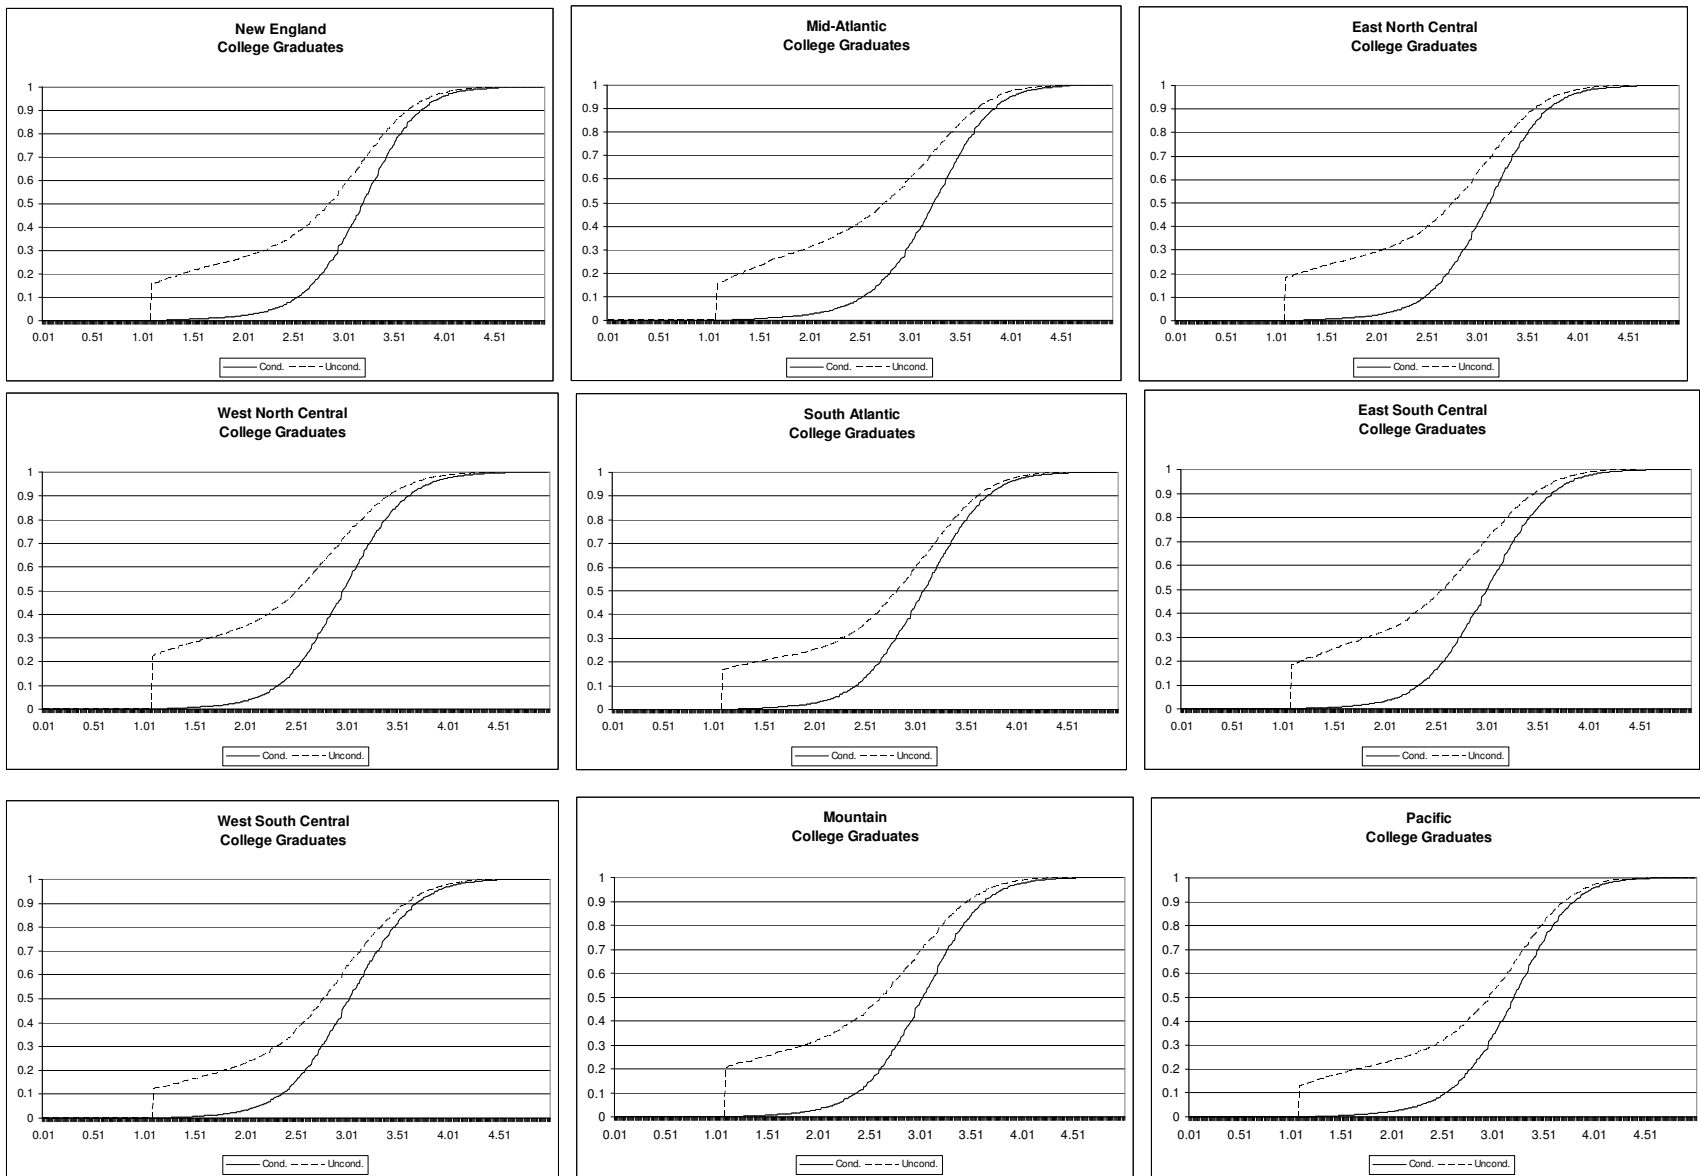 New England
College Graduates
1
0.9
0.8
0.7
0.6
0.5
0.4
0.3
0.2
0.1
0
0.01 0.51 1.01 1.51 2.01 2.51 3.01 3.51 4.01 4.51
Cond. Uncond.
Mid-Atlantic
College Graduates
1
0.9
0.8
0.7
0.6
0.5
0.4
0.3
0.2
0.1
0
0.01 0.51 1.01 1.51 2.01 2.51 3.01 3.51 4.01 4.51
Cond. Uncond.
East North Central
College Graduates
1
0.9
0.8
0.7
0.6
0.5
0.4
0.3
0.2
0.1
0
0.01 0.51 1.01 1.51 2.01 2.51 3.01 3.51 4.01 4.51
Cond. Uncond.
West North Central
College Graduates
1
0.9
0.8
0.7
0.6
0.5
0.4
0.3
0.2
0.1
0
0.01 0.51 1.01 1.51 2.01 2.51 3.01 3.51 4.01 4.51
Cond. Uncond.
South Atlantic
College Graduates
1
0.9
0.8
0.7
0.6
0.5
0.4
0.3
0.2
0.1
0
0.01 0.51 1.01 1.51 2.01 2.51 3.01 3.51 4.01 4.51
Cond. Uncond.
East South Central
College Graduates
1
0.9
0.8
0.7
0.6
0.5
0.4
0.3
0.2
0.1
0
0.01 0.51 1.01 1.51 2.01 2.51 3.01 3.51 4.01 4.51
Cond. Uncond.
West South Central
College Graduates
1
0.9
0.8
0.7
0.6
0.5
0.4
0.3
0.2
0.1
0
0.01 0.51 1.01 1.51 2.01 2.51 3.01 3.51 4.01 4.51
Cond. Uncond.
Mountain
College Graduates
1
0.9
0.8
0.7
0.6
0.5
0.4
0.3
0.2
0.1
0
0.01 0.51 1.01 1.51 2.01 2.51 3.01 3.51 4.01 4.51
Cond. Uncond.
Pacific
College Graduates
1
0.9
0.8
0.7
0.6
0.5
0.4
0.3
0.2
0.1
0
0.01 0.51 1.01 1.51 2.01 2.51 3.01 3.51 4.01 4.51
Cond. Uncond.